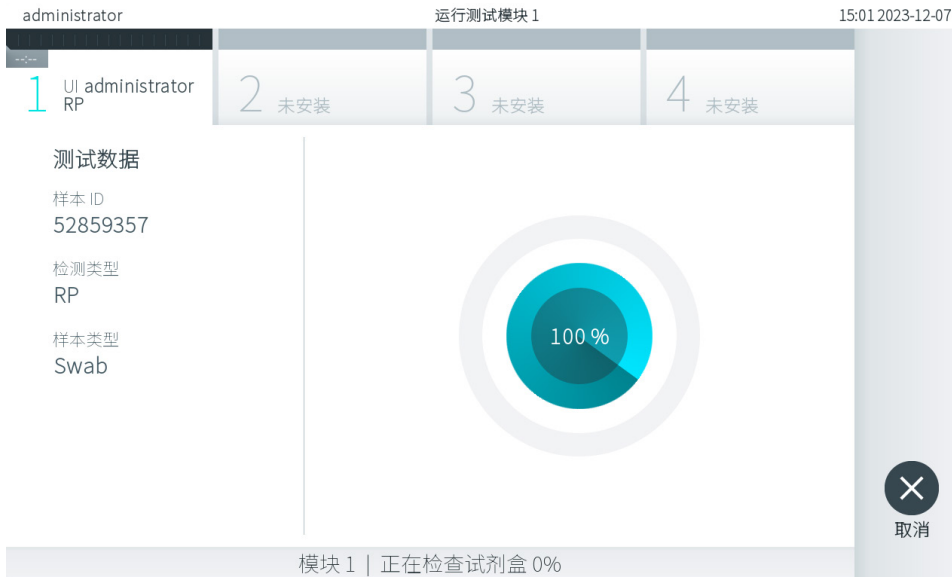 administrator
运行测试模块 1
15:01 2023-12-07
--:--
1 UI administrator
RP
2 未安装
3 未安装
4 未安装
测试数据
样本 ID
52859357
检测类型
RP
样本类型
Swab
100 %
取消
模块 1 | 正在检查试剂盒 0%